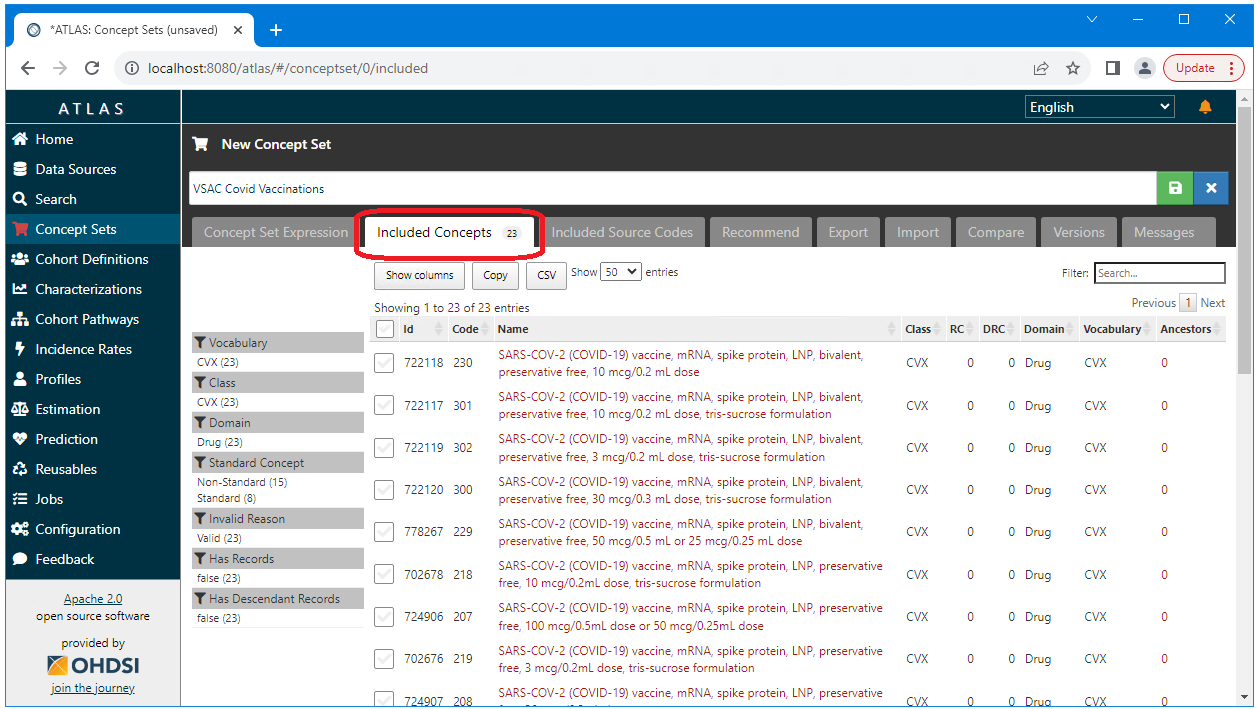 *ATLAS: Concept Sets (unsaved)
localhost:8080/atlas/#/conceptset/0/included
Update
ATLAS
English
Home
Data Sources
Search
Concept Sets
Cohort Definitions
Characterizations
Cohort Pathways
Incidence Rates
Profiles
Estimation
Prediction
Reusables
Jobs
Configuration
Feedback
Apache 2.0
open source software
provided by
OHDSI
join the journey
New Concept Set
VSAC Covid Vaccinations
Concept Set Expression Included Concepts 23 Included Source Codes Recommend Export Import Compare Versions Messages
Show columns Copy CSV Show 50 entries Filter: Search...
Showing 1 to 23 of 23 entries Previous 1 Next
Vocabulary
CVX (23)
Class
CVX (23)
Domain
Drug (23)
Standard Concept
Non-Standard (15)
Standard (8)
Invalid Reason
Valid (23)
Has Records
false (23)
Has Descendant Records
false (23)
Id Code Name Class RC DRC Domain Vocabulary Ancestors
722118 230 SARS-COV-2 (COVID-19) vaccine, mRNA, spike protein, LNP, bivalent, CVX 0 0 Drug CVX 0
preservative free, 10 mcg/0.2 mL dose
722117 301 SARS-COV-2 (COVID-19) vaccine, mRNA, spike protein, LNP, bivalent, CVX 0 0 Drug CVX 0
preservative free, 10 mcg/0.2 mL dose, tris-sucrose formulation
722119 302 SARS-COV-2 (COVID-19) vaccine, mRNA, spike protein, LNP, bivalent, CVX 0 0 Drug CVX 0
preservative free, 3 mcg/0.2 mL dose, tris-sucrose formulation
722120 300 SARS-COV-2 (COVID-19) vaccine, mRNA, spike protein, LNP, bivalent, CVX 0 0 Drug CVX 0
preservative free, 30 mcg/0.3 mL dose, tris-sucrose formulation
778267 229 SARS-COV-2 (COVID-19) vaccine, mRNA, spike protein, LNP, bivalent, CVX 0 0 Drug CVX 0
preservative free, 50 mcg/0.5 mL or 25 mcg/0.25 mL dose
702678 218 SARS-COV-2 (COVID-19) vaccine, mRNA, spike protein, LNP, preservative CVX 0 0 Drug CVX 0
free, 10 mcg/0.2mL dose, tris-sucrose formulation
724906 207 SARS-COV-2 (COVID-19) vaccine, mRNA, spike protein, LNP, preservative CVX 0 0 Drug CVX 0
free, 100 mcg/0.5mL dose or 50 mcg/0.25mL dose
702676 219 SARS-COV-2 (COVID-19) vaccine, mRNA, spike protein, LNP, preservative CVX 0 0 Drug CVX 0
free, 3 mcg/0.2mL dose, tris-sucrose formulation
724907 208 SARS-COV-2 (COVID-19) vaccine, mRNA, spike protein, LNP, preservative CVX 0 0 Drug CVX 0